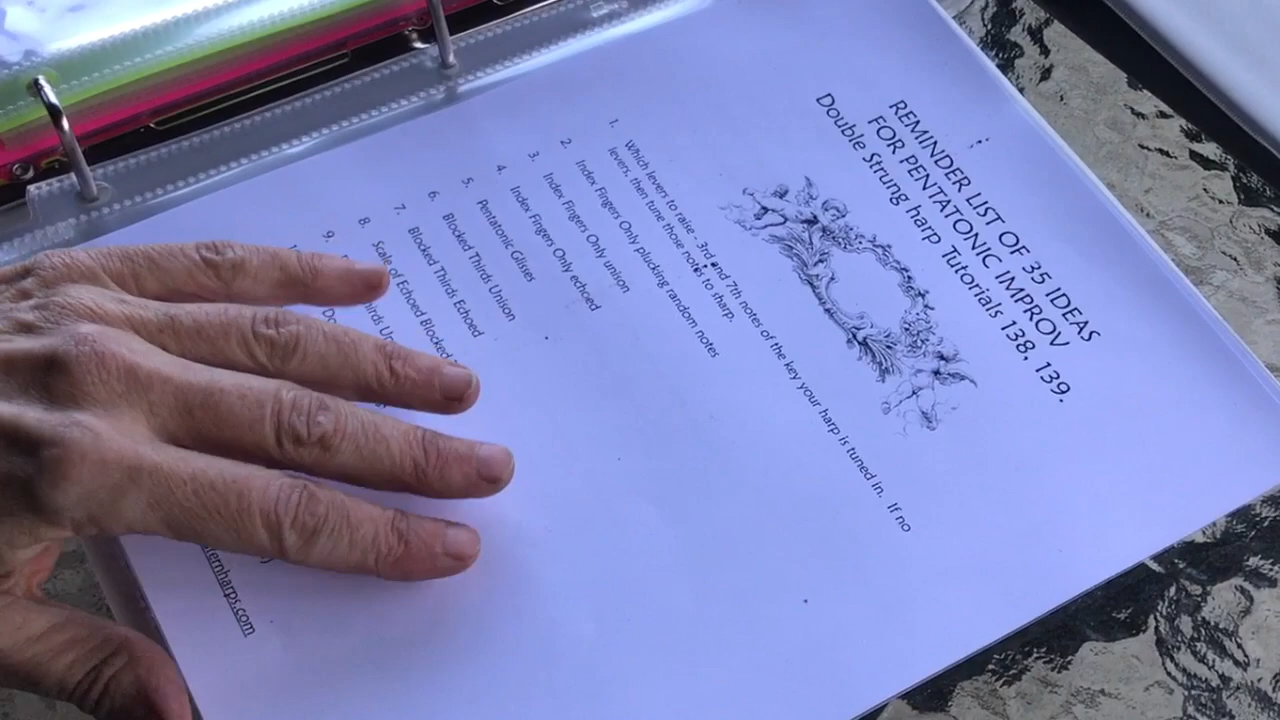 REMINDER LIST OF 35 IDEAS
FOR PENTATONIC IMPROV
Double Strung harp Tutorials 138, 139.
1. Which levers to raise - 3rd and 7th notes of the key your harp is tuned in. If no
levers, then tune those notes to sharp.
2. Index Fingers Only plucking random notes
3. Index Fingers Only union
4. Index Fingers Only echoed
5. Pentatonic Glisses
6. Blocked Thirds Union
7. Blocked Thirds Echoed
8. Scale of Echoed Blocked
9.